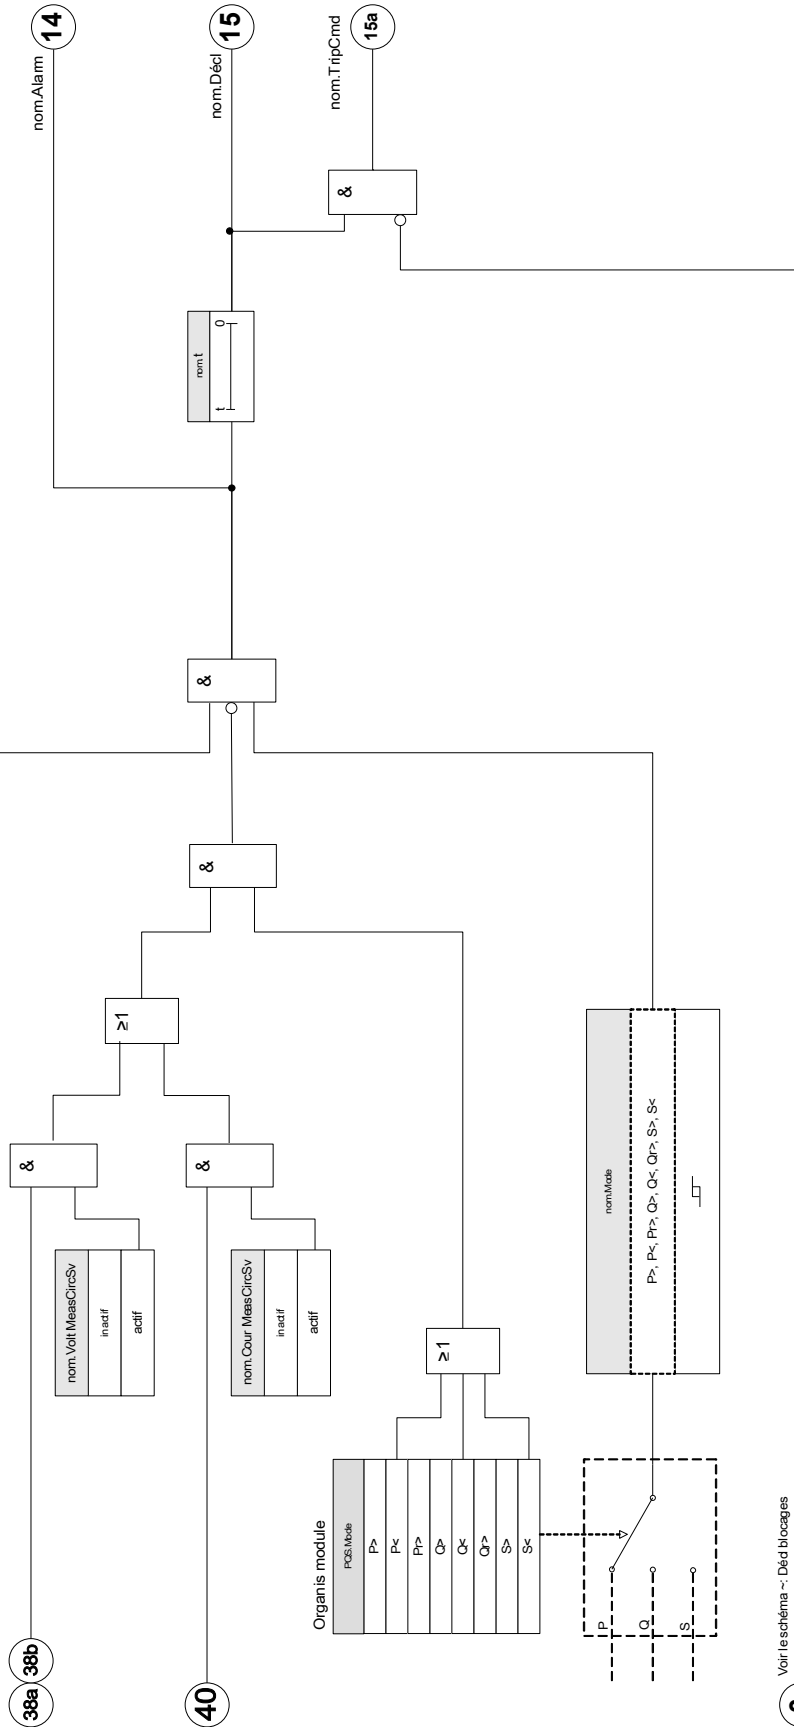 14
nom.Alarm
15
nom.Décl
15a
nom.TripCmd
&
nom.t
t
0
&
&
≥1
&
&
nom.Volt MeasCircSv
inactif
actif
nom.Cour MeasCircSv
inactif
actif
38a
38b
40
≥1
Organis module
PQS.Mode
P>
P<
Pr>
Q>
Q<
Qr>
S>
S<
nom.Mode
P>, P<, Pr>, Q>, Q<, Qr>, S>, S<
P
Q
S
Voir le schéma ~: Décl blocages